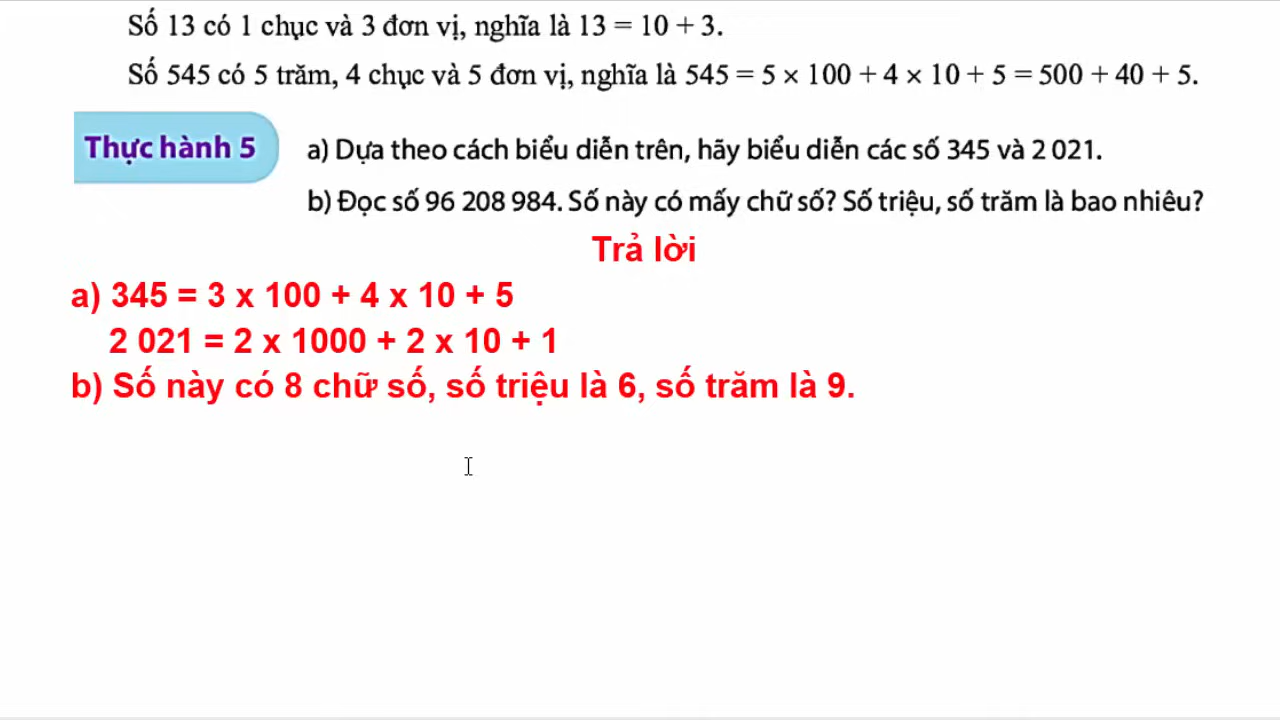 Số 13 có 1 chục và 3 đơn vị, nghĩa là 13 = 10 + 3.
Số 545 có 5 trăm, 4 chục và 5 đơn vị, nghĩa là 545 = 5 × 100 + 4 × 10 + 5 = 500 + 40 + 5.
Thực hành 5
a) Dựa theo cách biểu diễn trên, hãy biểu diễn các số 345 và 2 021.
b) Đọc số 96 208 984. Số này có mấy chữ số? Số triệu, số trăm là bao nhiêu?
Trả lời
a) 345 = 3 x 100 + 4 x 10 + 5
2 021 = 2 x 1000 + 2 x 10 + 1
b) Số này có 8 chữ số, số triệu là 6, số trăm là 9.